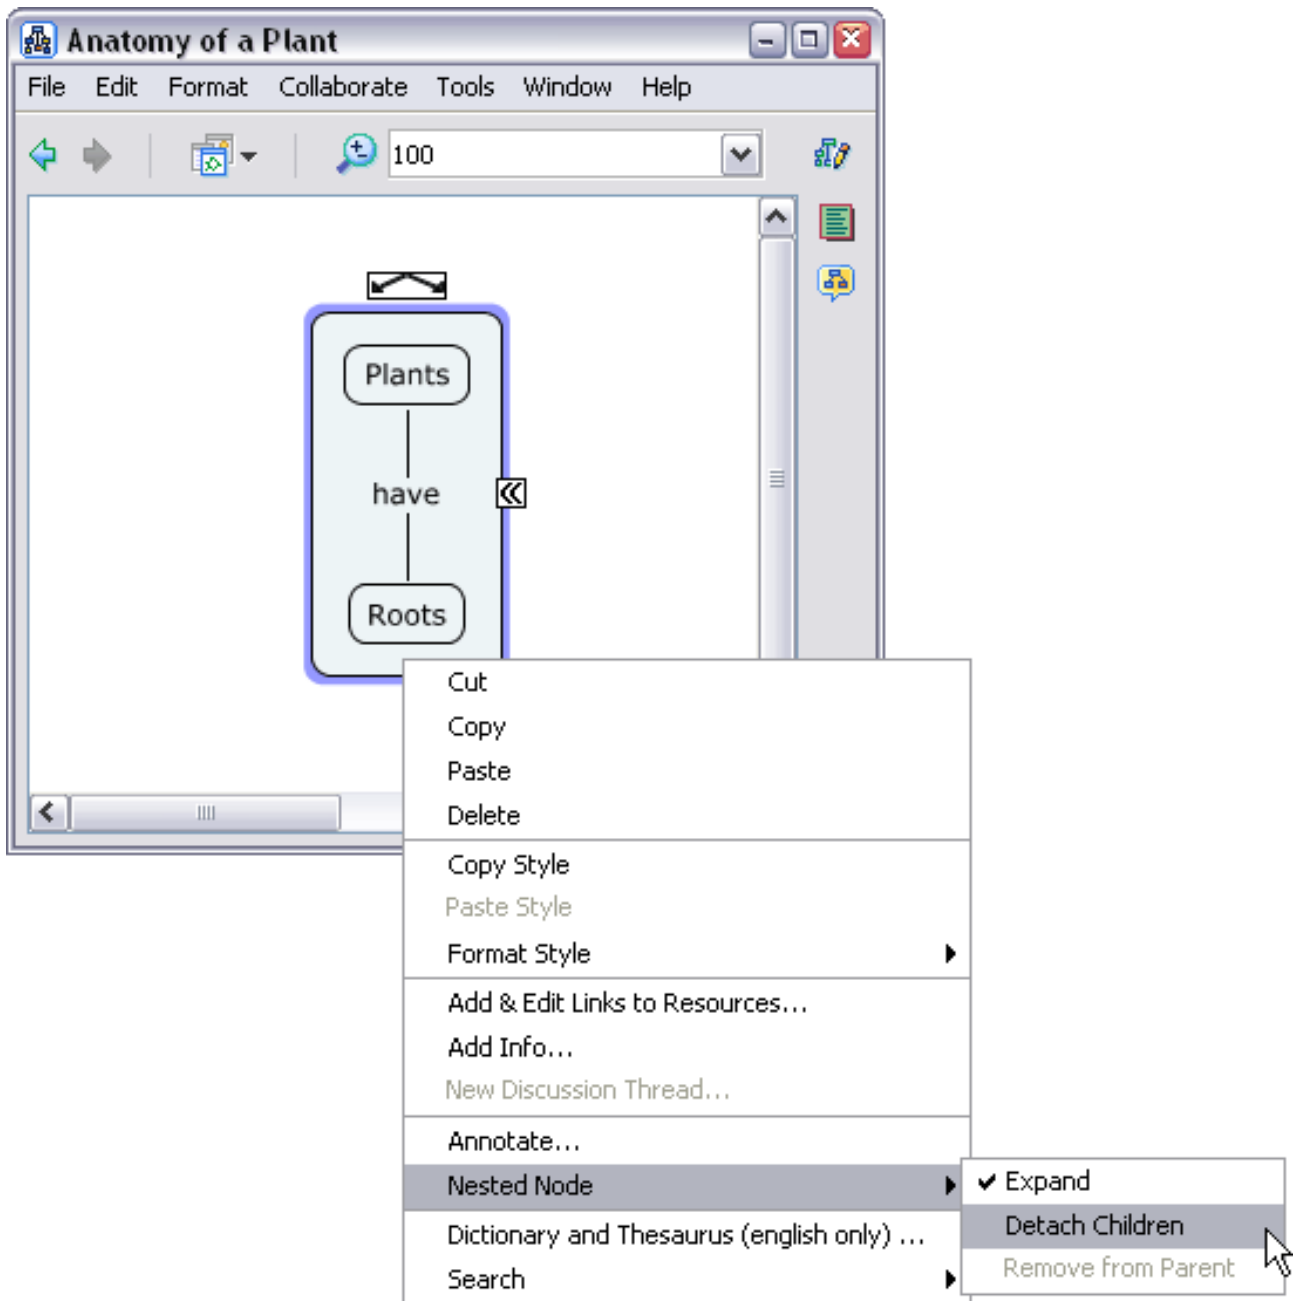 Anatomy of a Plant
File Edit Format Collaborate Tools Window Help
100
Plants
have
Roots
Cut
Copy
Paste
Delete
Copy Style
Paste Style
Format Style
Add & Edit Links to Resources...
Add Info...
New Discussion Thread...
Annotate...
Nested Node
Expand
Detach Children
Remove from Parent
Dictionary and Thesaurus (english only) ...
Search